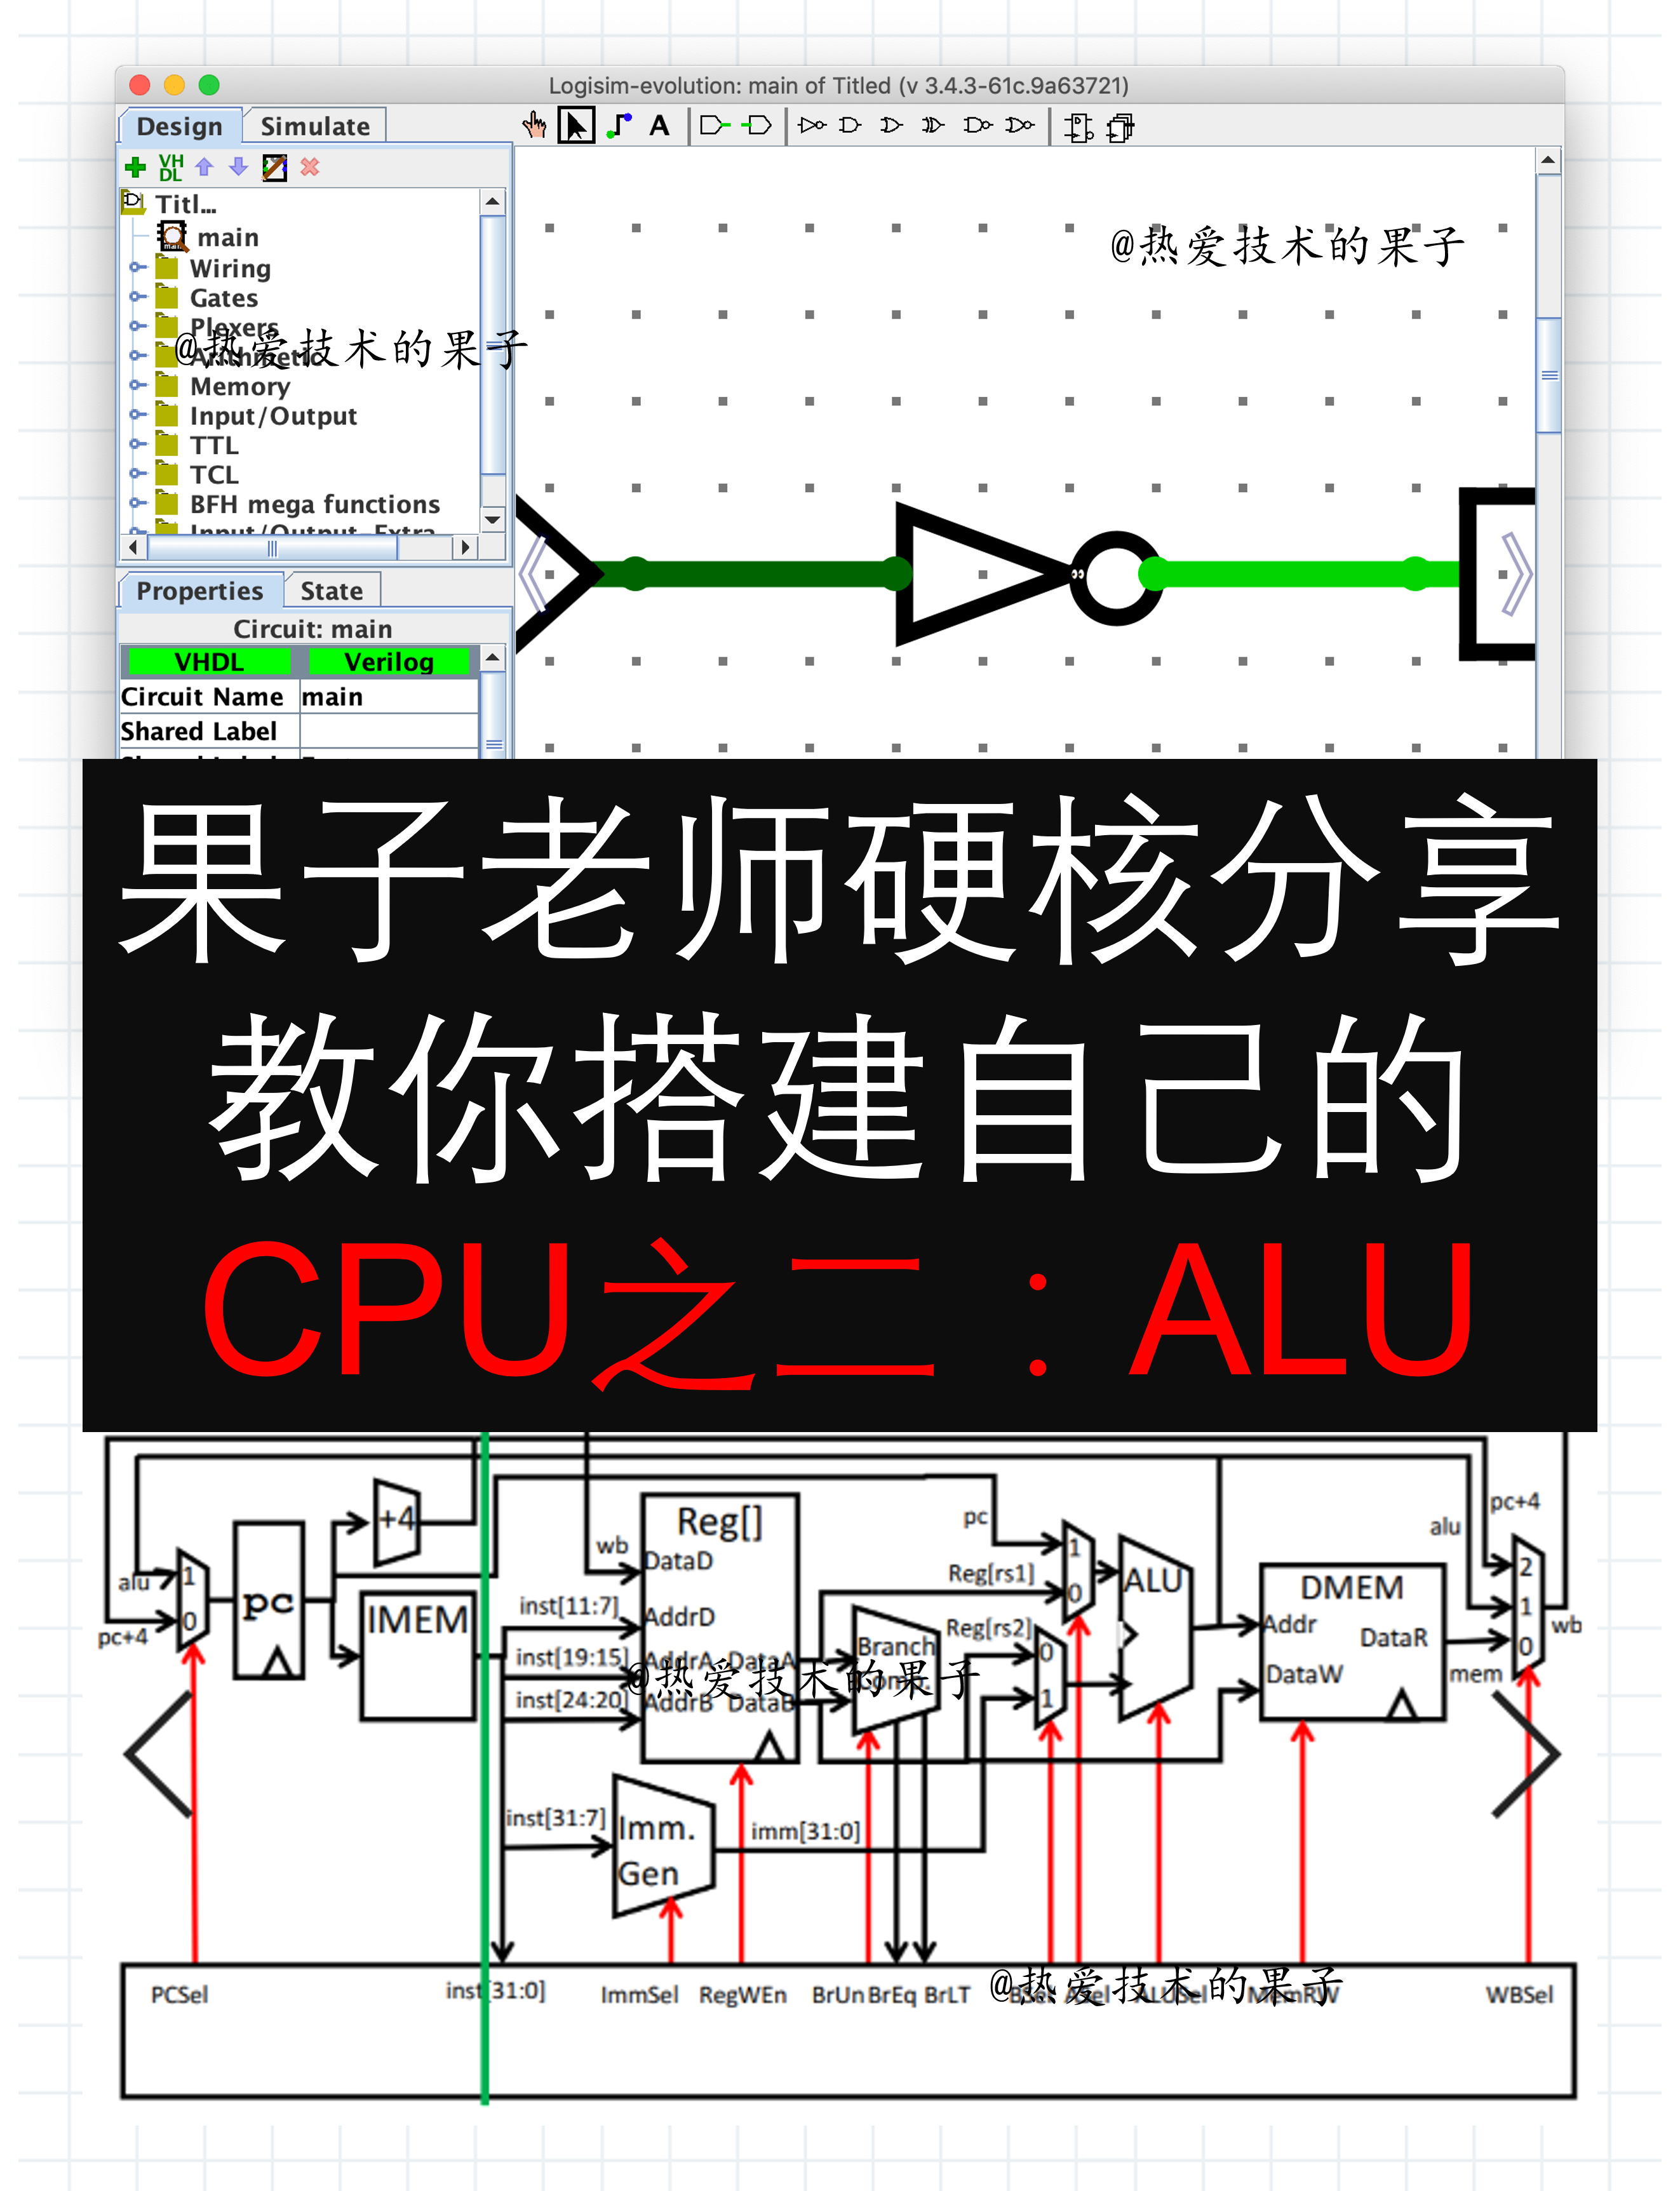 Logisim-evolution: main of Titled (v 3.4.3-61c.9a63721)
Design
Simulate
A
VHDL
Titl...
main
Wiring
Gates
Plexers
Arithmetic
Memory
Input/Output
TTL
TCL
BFH mega functions
Input/Output-Extra
@热爱技术的果子
@热爱技术的果子
Properties
State
Circuit: main
VHDL Verilog
Circuit Name main
Shared Label
果子老师硬核分享
教你搭建自己的
CPU之二：ALU
pc+4
alu
+4
Reg[]
pc
wb
DataD
alu
1
pc
IMEM
0
pc+4
inst[11:7]
AddrD
inst[19:15]
AddrA DataA
inst[24:20]
AddrB DataB
Branch
Comp.
Reg[rs1]
Reg[rs2]
1
0
0
1
ALU
DMEM
Addr
DataR
DataW
mem
2
1
0
wb
@热爱技术的果子
inst[31:7]
Imm.
Gen
imm[31:0]
PCSel inst[31:0] ImmSel RegWEn BrUn BrEq BrLT BSel ASel ALUSel MemRW WBSel
@热爱技术的果子